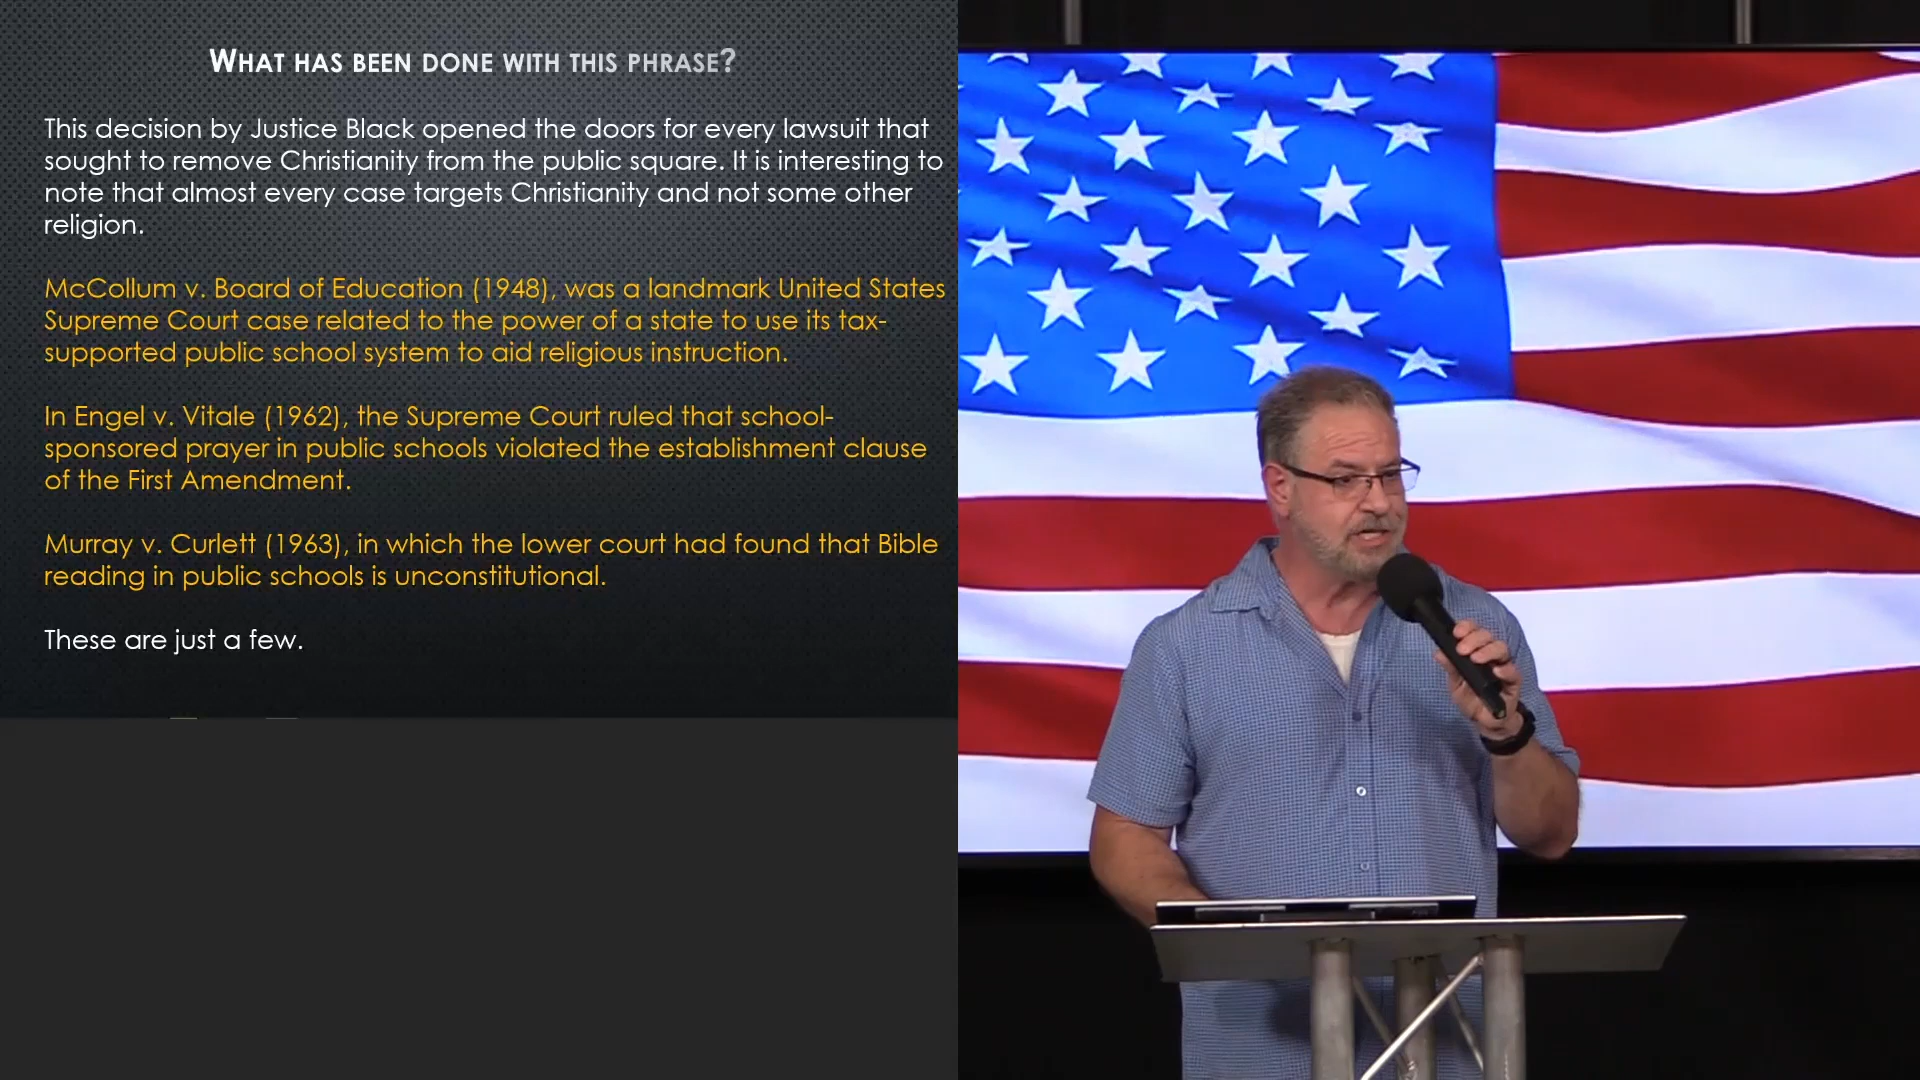 WHAT HAS BEEN DONE WITH THIS PHRASE?
This decision by Justice Black opened the doors for every lawsuit that
sought to remove Christianity from the public square. It is interesting to
note that almost every case targets Christianity and not some other
religion.
McCollum v. Board of Education (1948), was a landmark United States
Supreme Court case related to the power of a state to use its tax-
supported public school system to aid religious instruction.
In Engel v. Vitale (1962), the Supreme Court ruled that school-
sponsored prayer in public schools violated the establishment clause
of the First Amendment.
Murray v. Curlett (1963), in which the lower court had found that Bible
reading in public schools is unconstitutional.
These are just a few.